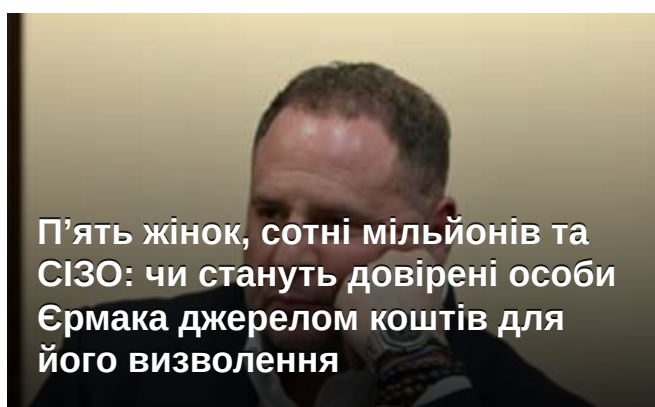 П’ять жінок, сотні мільйонів та
СІЗО: чи стануть довірені особи
Єрмака джерелом коштів для
його визволення